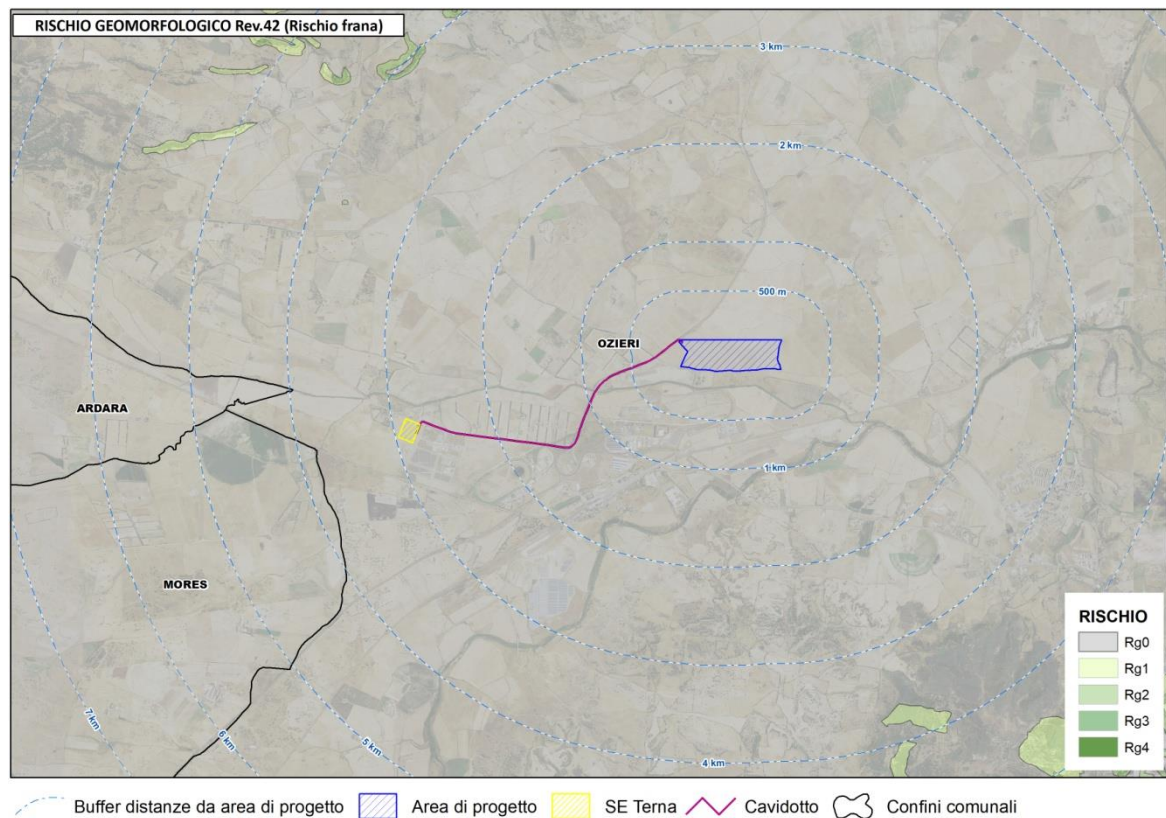 RISCHIO GEOMORFOLOGICO Rev.42 (Rischio frana)
3 km
2 km
500 m
OZIERI
ARDARA
1 km
MORES
RISCHIO
Rg0
Rg1
Rg2
Rg3
Rg4
7 km
6 km
5 km
4 km
Buffer distanze da area di progetto
Area di progetto
SE Terna
Cavidotto
Confini comunali